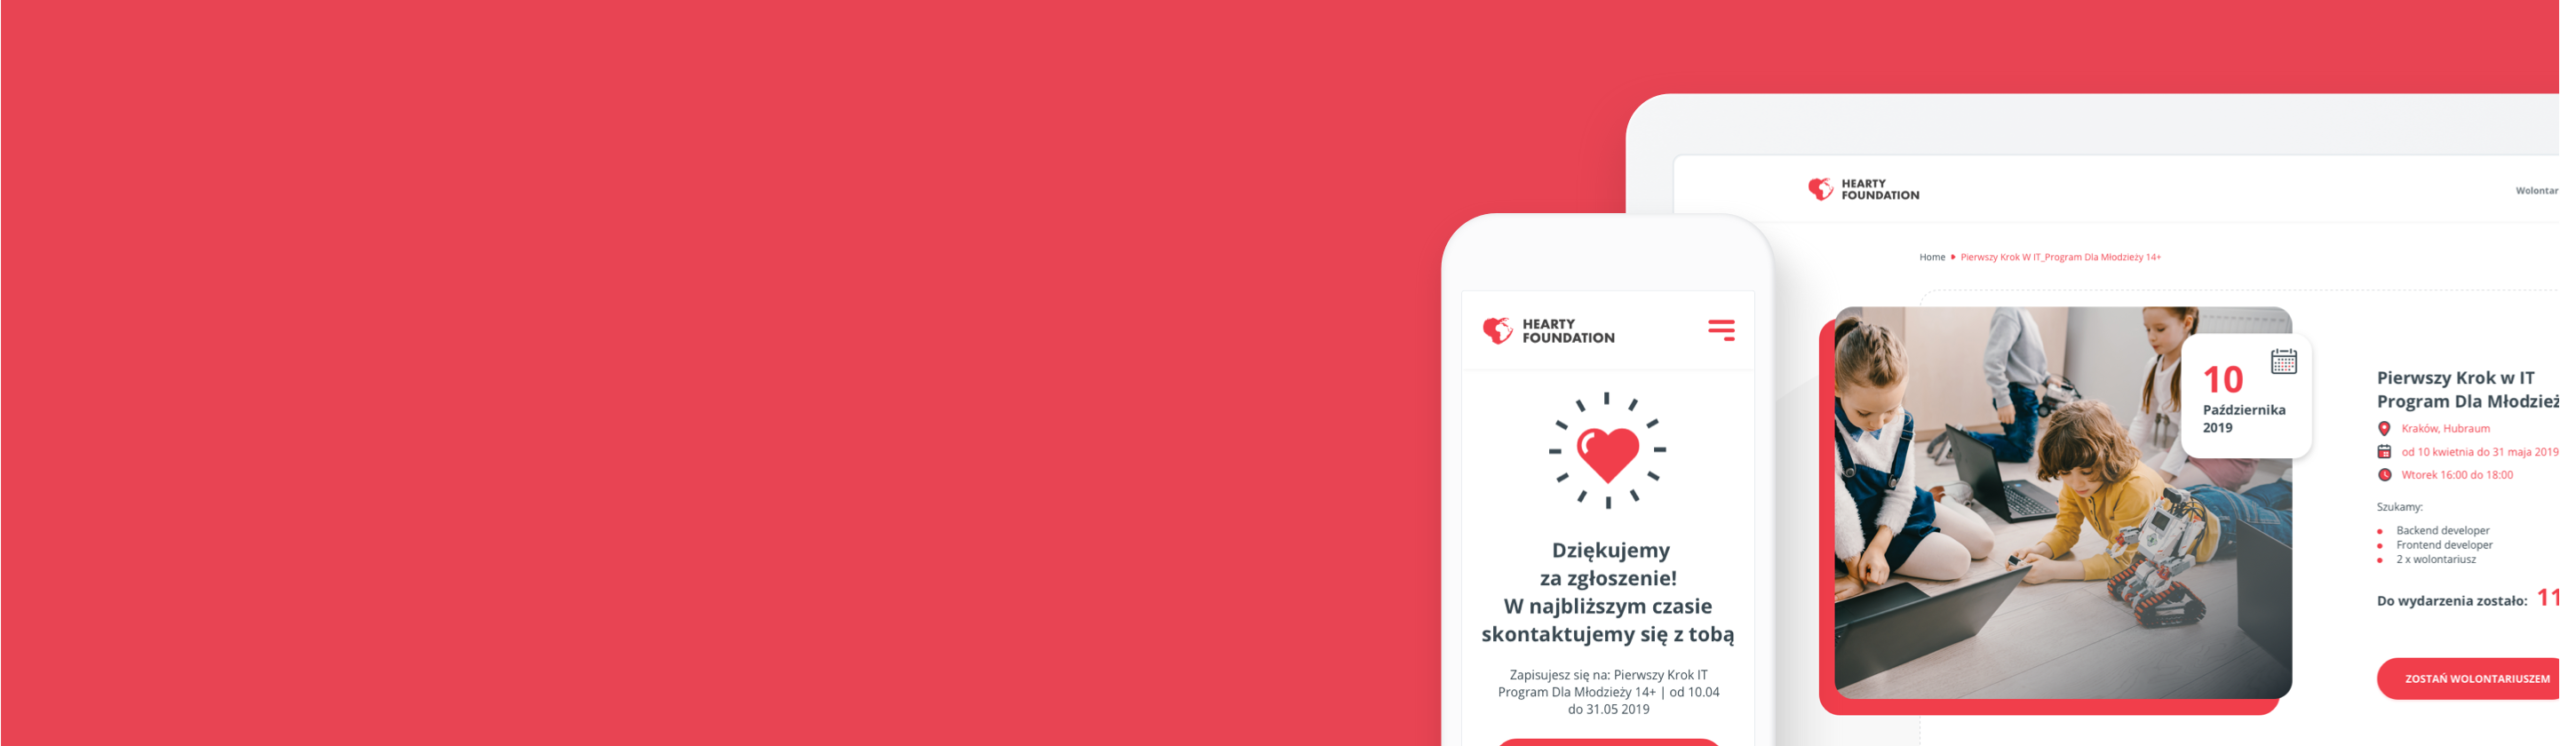 HEARTY
FOUNDATION
Dziękujemy
za zgłoszenie!
W najbliższym czasie
skontaktujemy się z tobą
Zapisujesz się na: Pierwszy Krok IT
Program Dla Młodzieży 14+ | od 10.04
do 31.05 2019
HEARTY
FOUNDATION
Wolontar
Home Pierwszy Krok W IT_Program Dla Młodzieży 14+
10
Października
2019
Pierwszy Krok w IT
Program Dla Młodzież
Kraków, Hubraum
od 10 kwietnia do 31 maja 2019
Wtorek 16:00 do 18:00
Szukamy:
Backend developer
Frontend developer
2 x wolontariusz
Do wydarzenia zostało: 11
ZOSTAŃ WOLONTARIUSZEM